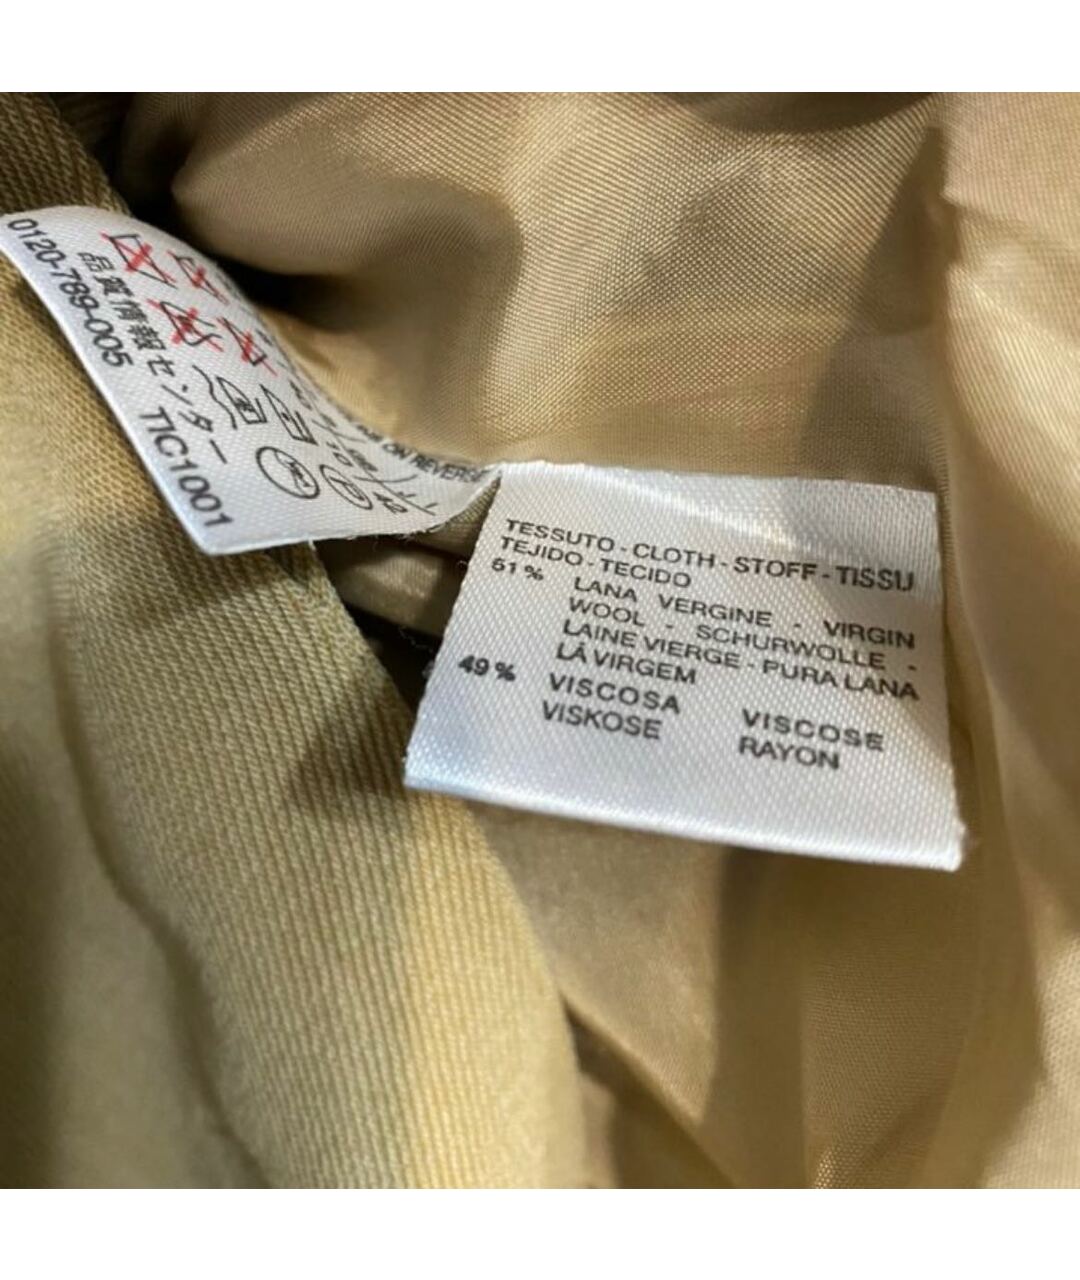 0120-789-005
品質情報センター
TIC1001
ON REVERSE
TESSUTO - CLOTH - STOFF - TISSU
TEJIDO - TECIDO
51% LANA VERGINE - VIRGIN
WOOL - SCHURWOLLE -
LAINE VIERGE - PURA LANA
LÂ VIRGEM
49% VISCOSA VISCOSE
VISKOSE RAYON